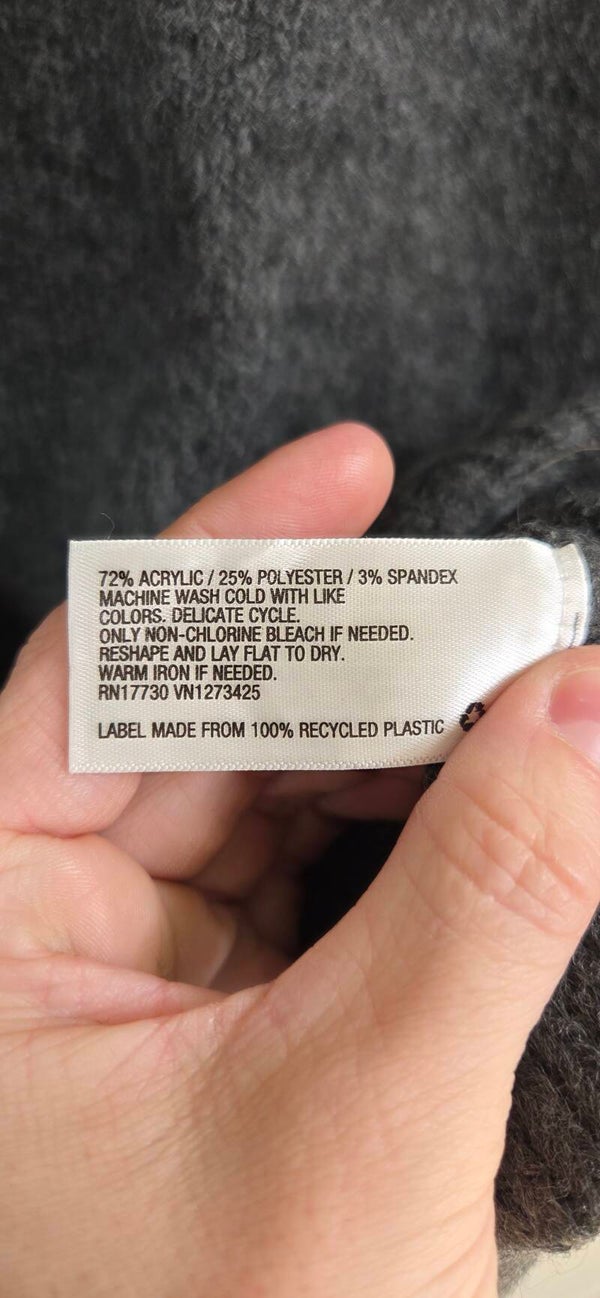 72% ACRYLIC / 25% POLYESTER / 3% SPANDEX
MACHINE WASH COLD WITH LIKE
COLORS. DELICATE CYCLE.
ONLY NON-CHLORINE BLEACH IF NEEDED.
RESHAPE AND LAY FLAT TO DRY.
WARM IRON IF NEEDED.
RN17730 VN1273425
LABEL MADE FROM 100% RECYCLED PLASTIC